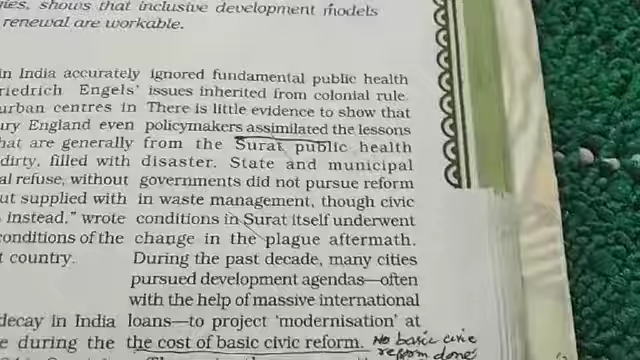 gies, shows that inclusive development models
renewal are workable.
in India accurately
riedrich Engels'
urban centres in
ury England even
hat are generally
dirty, filled with
al refuse, without
ut supplied with
instead," wrote
conditions of the
t country.
decay in India
e during the
ignored fundamental public health
issues inherited from colonial rule.
There is little evidence to show that
policymakers assimilated the lessons
from the Surat public health
disaster. State and municipal
governments did not pursue reform
in waste management, though civic
conditions in Surat itself underwent
change in the plague aftermath.
During the past decade, many cities
pursued development agendas—often
with the help of massive international
loans—to project 'modernisation' at
the cost of basic civic reform.
No basic civic
reform done